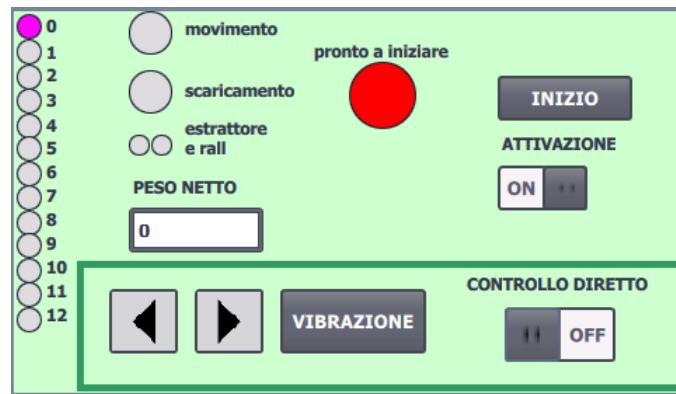 0
1
2
3
4
5
6
7
8
9
10
11
12
movimento
scaricamento
estrattore
e rall
pronto a iniziare
INIZIO
ATTIVAZIONE
ON
PESO NETTO
0
CONTROLLO DIRETTO
VIBRAZIONE
OFF